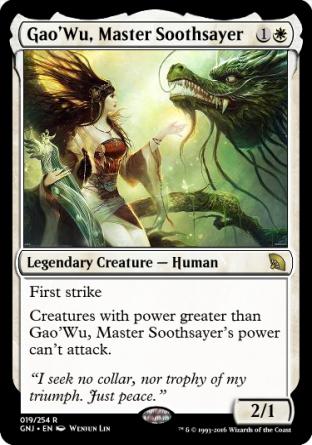 Gao'Wu, Master Soothsayer 1
Legendary Creature — Human
First strike
Creatures with power greater than
Gao'Wu, Master Soothsayer's power
can't attack.
"I seek no collar, nor trophy of my
triumph. Just peace."
2/1
019/254 R
GNJ • EN Wenjun Lin
™ & © 1993-2016 Wizards of the Coast